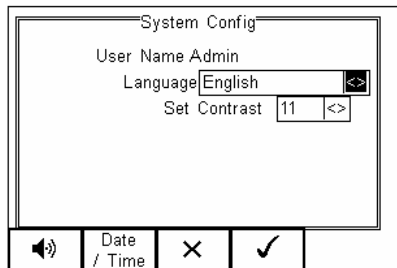 System Config
User Name Admin
Language English <>
Set Contrast 11 <>
Date
/ Time